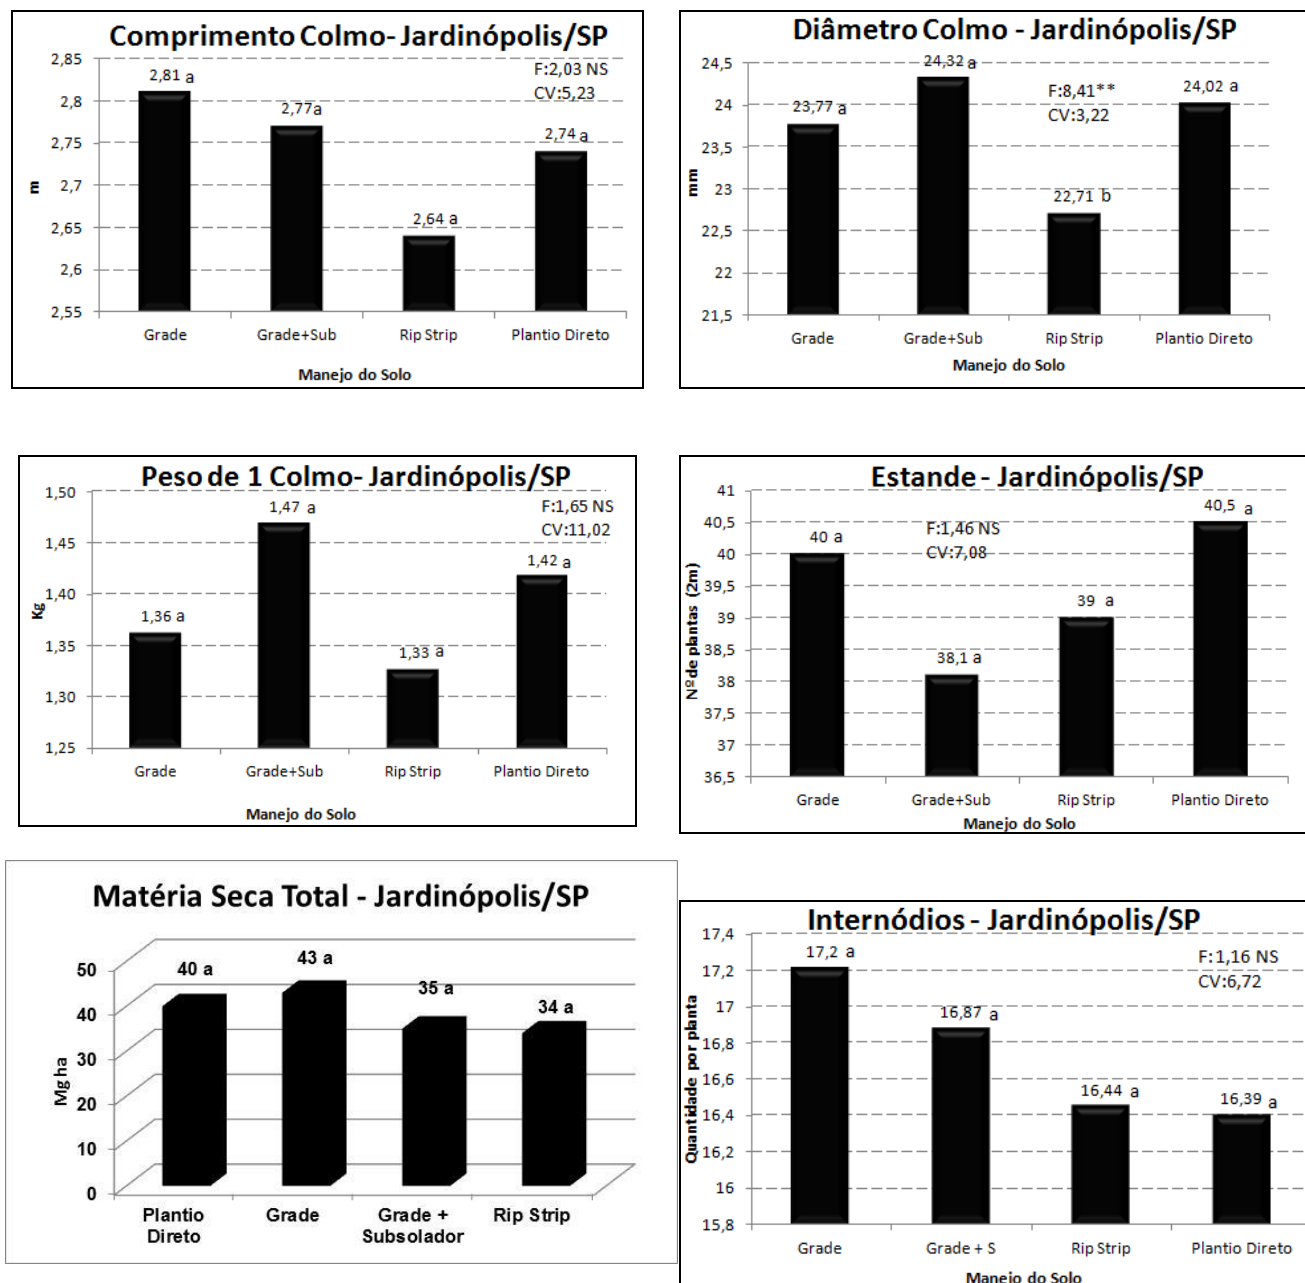 Comprimento Colmo- Jardinópolis/SP
F:2,03 NS
CV:5,23
2,85
2,8
2,75
2,7
2,65
2,6
2,55
m
2,81 a
2,77a
2,64 a
2,74 a
Grade Grade+Sub Rip Strip Plantio Direto
Manejo do Solo
Diâmetro Colmo - Jardinópolis/SP
F:8,41**
CV:3,22
24,5
24
23,5
23
22,5
22
21,5
mm
23,77 a
24,32 a
22,71 b
24,02 a
Grade Grade+Sub Rip Strip Plantio Direto
Manejo do Solo
Peso de 1 Colmo- Jardinópolis/SP
F:1,65 NS
CV:11,02
1,50
1,45
1,40
1,35
1,30
1,25
Kg
1,36 a
1,47 a
1,33 a
1,42 a
Grade Grade+Sub Rip Strip Plantio Direto
Manejo do Solo
Estande - Jardinópolis/SP
F:1,46 NS
CV:7,08
41
40,5
40
39,5
39
38,5
38
37,5
37
36,5
Nº de plantas (2m)
40 a
38,1 a
39 a
40,5 a
Grade Grade+Sub Rip Strip Plantio Direto
Manejo do Solo
Matéria Seca Total - Jardinópolis/SP
50
40
30
20
10
0
Mg ha
40 a
43 a
35 a
34 a
Plantio Direto
Grade
Grade + Subsolador
Rip Strip
Internódios - Jardinópolis/SP
F:1,16 NS
CV:6,72
17,4
17,2
17
16,8
16,6
16,4
16,2
16
15,8
Quantidade por planta
17,2 a
16,87 a
16,44 a
16,39 a
Grade Grade + S Rip Strip Plantio Direto
Manejo do Solo